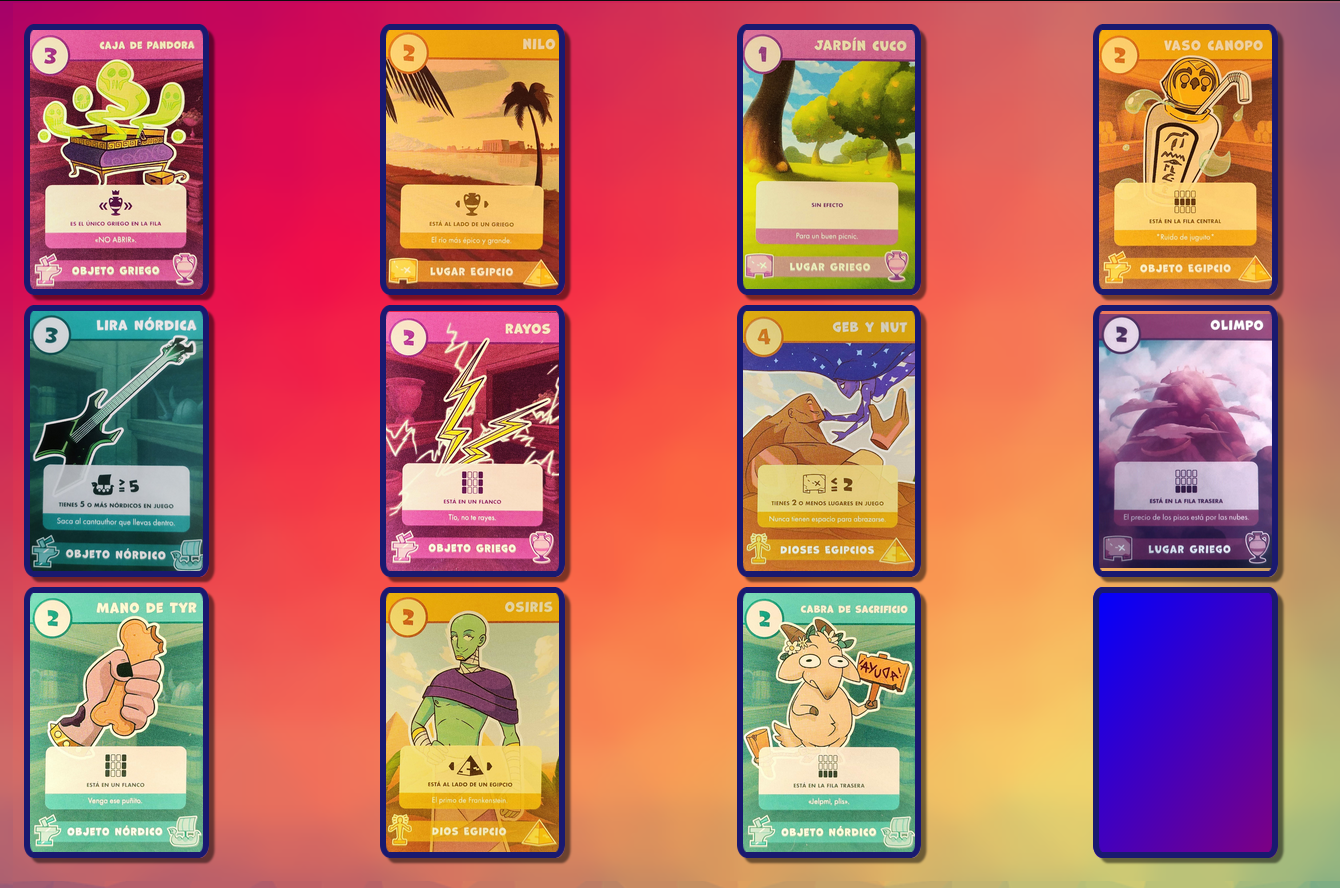 3
CAJA DE PANDORA
ES EL ÚNICO GRIEGO EN LA FILA
«NO ABRIR».
OBJETO GRIEGO
2
NILO
ESTÁ AL LADO DE UN GRIEGO
El río más épico y grande.
LUGAR EGIPCIO
1
JARDÍN CUCO
SIN EFECTO
Para un buen picnic.
LUGAR GRIEGO
2
VASO CANOPO
ESTÁ EN LA FILA CENTRAL
"Ruido de juguito"
OBJETO EGIPCIO
3
LIRA NÓRDICA
≥ 5
TIENES 5 O MÁS NÓRDICOS EN JUEGO
Saca al cantauthor que llevas dentro.
OBJETO NÓRDICO
2
RAYOS
ESTÁ EN UN FLANCO
Tía, no te rayes.
OBJETO GRIEGO
4
GEB Y NUT
≤ 2
TIENES 2 O MENOS LUGARES EN JUEGO
Nunca tienen espacio para abrazarse.
DIOSES EGIPCIOS
2
OLIMPO
ESTÁ EN LA FILA TRASERA
El precio de los pisos está por las nubes.
LUGAR GRIEGO
2
MANO DE TYR
ESTÁ EN UN FLANCO
Venga ese puñito.
OBJETO NÓRDICO
2
OSIRIS
ESTÁ AL LADO DE UN EGIPCIO
El primo de Frankenstein.
DIOS EGIPCIO
2
CABRA DE SACRIFICIO
¡AYUDA!
ESTÁ EN LA FILA TRASERA
«Jelpmi, plis».
OBJETO NÓRDICO